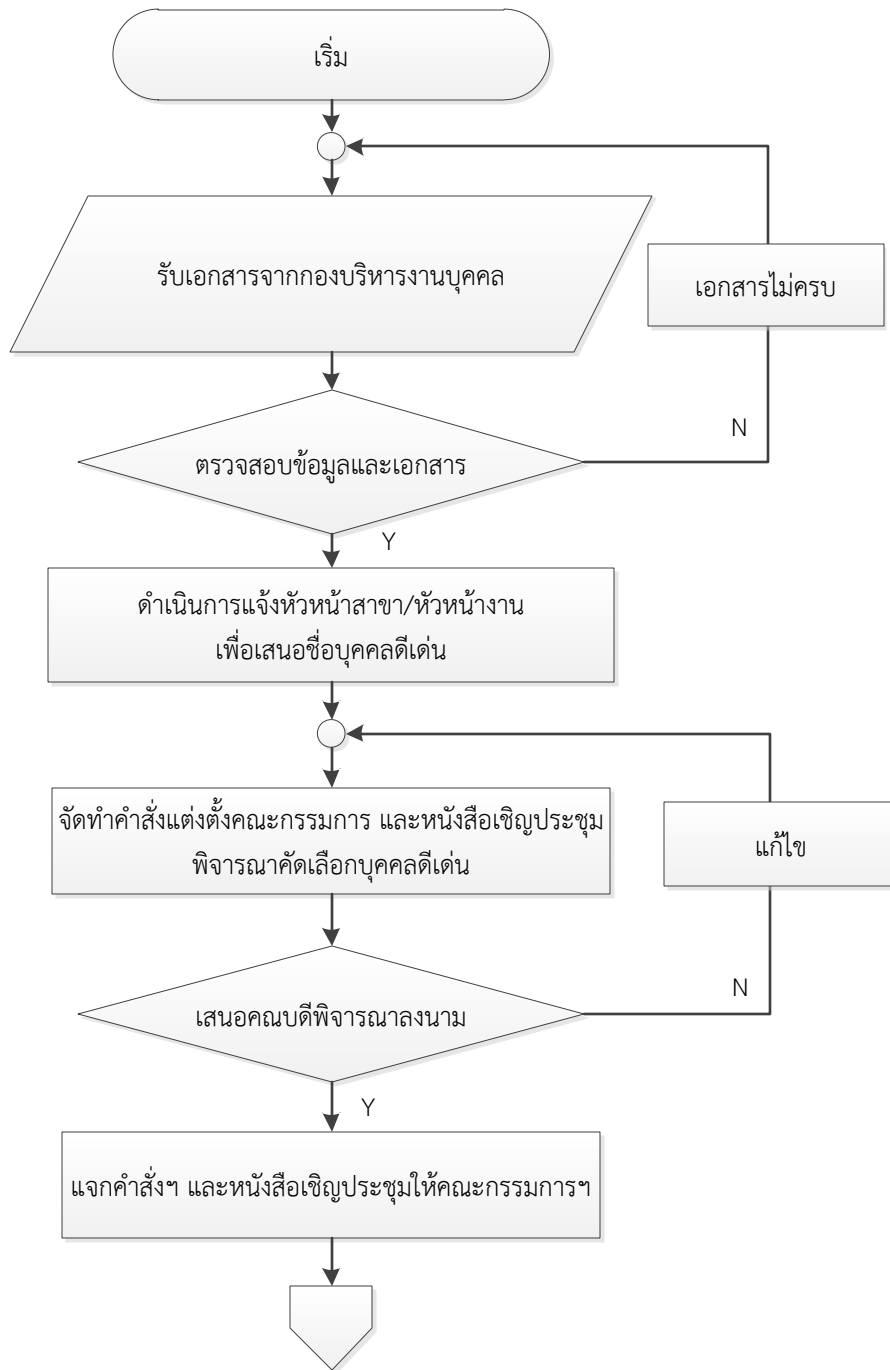 เริ่ม
รับเอกสารจากกองบริหารงานบุคคล
เอกสารไม่ครบ
N
ตรวจสอบข้อมูลและเอกสาร
Y
ดำเนินการแจ้งหัวหน้าสาขา/หัวหน้างาน
เพื่อเสนอชื่อบุคคลดีเด่น
จัดทำคำสั่งแต่งตั้งคณะกรรมการ และหนังสือเชิญประชุม
พิจารณาคัดเลือกบุคคลดีเด่น
แก้ไข
N
เสนอคณบดีพิจารณาลงนาม
Y
แจกคำสั่งฯ และหนังสือเชิญประชุมให้คณะกรรมการฯ